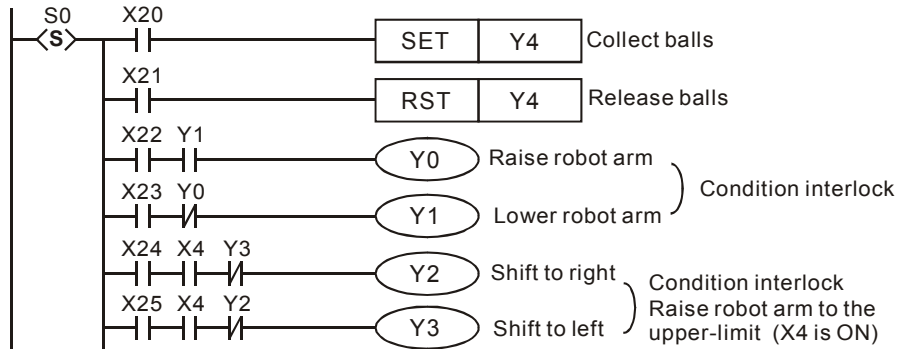 S0 X20
S SET Y4 Collect balls
X21
RST Y4 Release balls
X22 Y1
Y0 Raise robot arm
X23 Y0 Condition interlock
Y1 Lower robot arm
X24 X4 Y3
Y2 Shift to right Condition interlock
X25 X4 Y2 Raise robot arm to the
Y3 Shift to left upper-limit (X4 is ON)